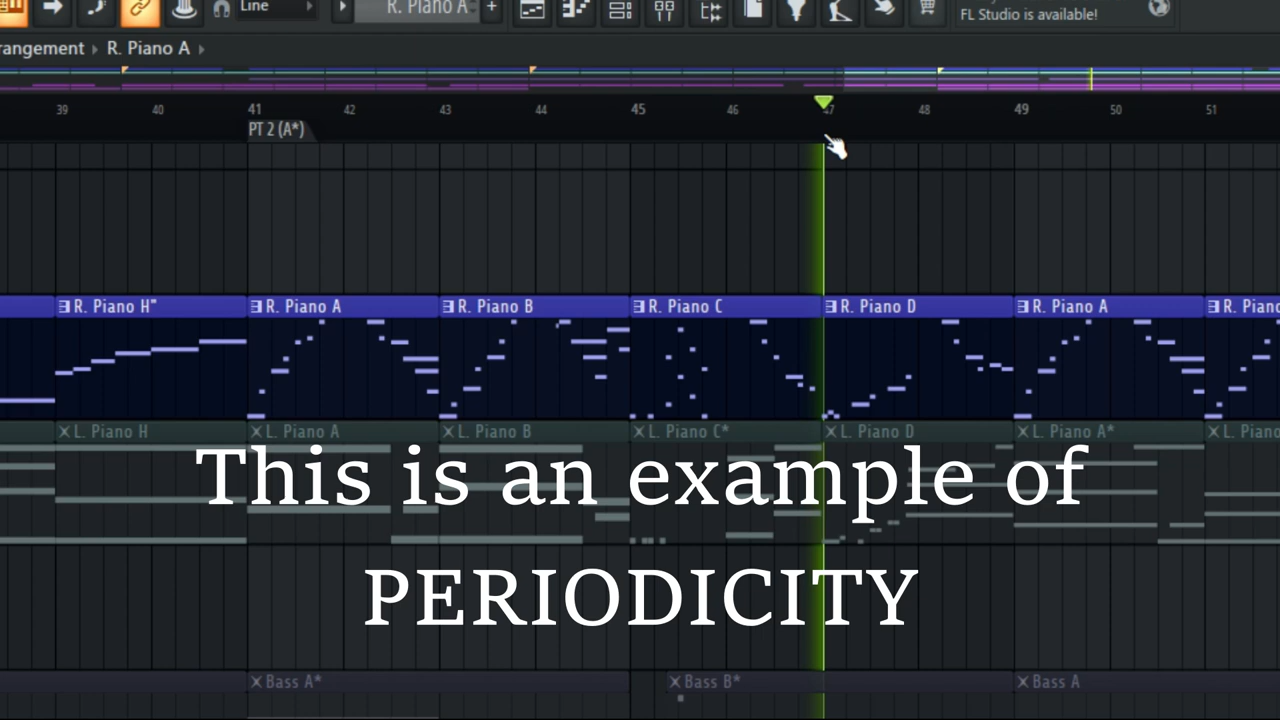 Line
R. Piano A
+
FL Studio is available!
rangement › R. Piano A ›
39 40 41 42 43 44 45 46 47 48 49 50 51
PT 2 (A*)
R. Piano H" R. Piano A R. Piano B R. Piano C R. Piano D R. Piano A R. Piano
L. Piano H L. Piano A L. Piano B L. Piano C* L. Piano D L. Piano A* L. Piano
This is an example of
PERIODICITY
Bass A* Bass B* Bass A